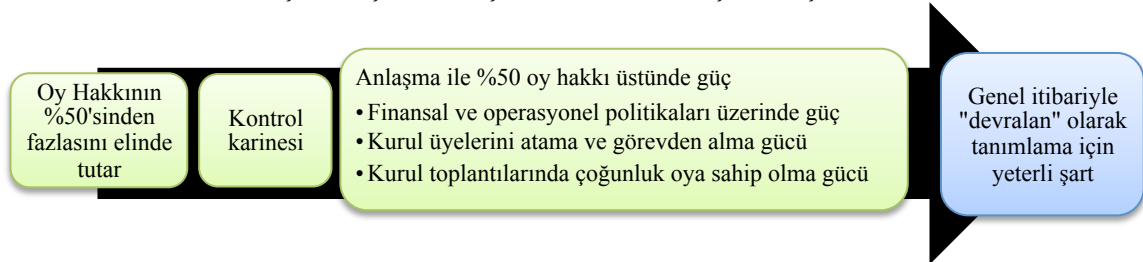 Oy Hakkının
%50'sinden
fazlasını elinde
tutar
Kontrol
karinesi
Anlaşma ile %50 oy hakkı üstünde güç
• Finansal ve operasyonel politikaları üzerinde güç
• Kurul üyelerini atama ve görevden alma gücü
• Kurul toplantılarında çoğunluk oya sahip olma gücü
Genel itibariyle
"devralan" olarak
tanımlama için
yeterli şart